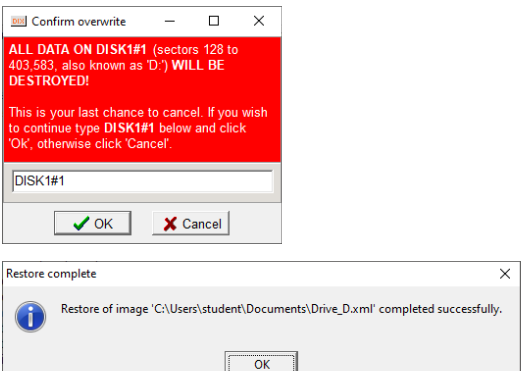 Confirm overwrite
ALL DATA ON DISK1#1 (sectors 128 to
403,583, also known as 'D:') WILL BE
DESTROYED!
This is your last chance to cancel. If you wish
to continue type DISK1#1 below and click
'Ok', otherwise click 'Cancel'.
DISK1#1
OK
Cancel
Restore complete
Restore of image 'C:\Users\student\Documents\Drive_D.xml' completed successfully.
OK